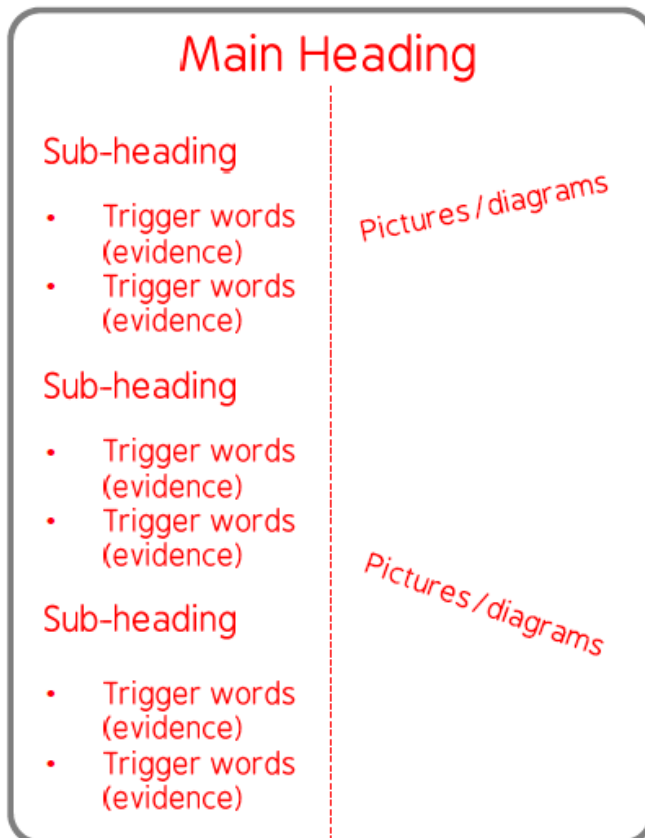 Main Heading
Sub-heading
• Trigger words
(evidence)
• Trigger words
(evidence)
Pictures/diagrams
Sub-heading
• Trigger words
(evidence)
• Trigger words
(evidence)
Pictures/diagrams
Sub-heading
• Trigger words
(evidence)
• Trigger words
(evidence)